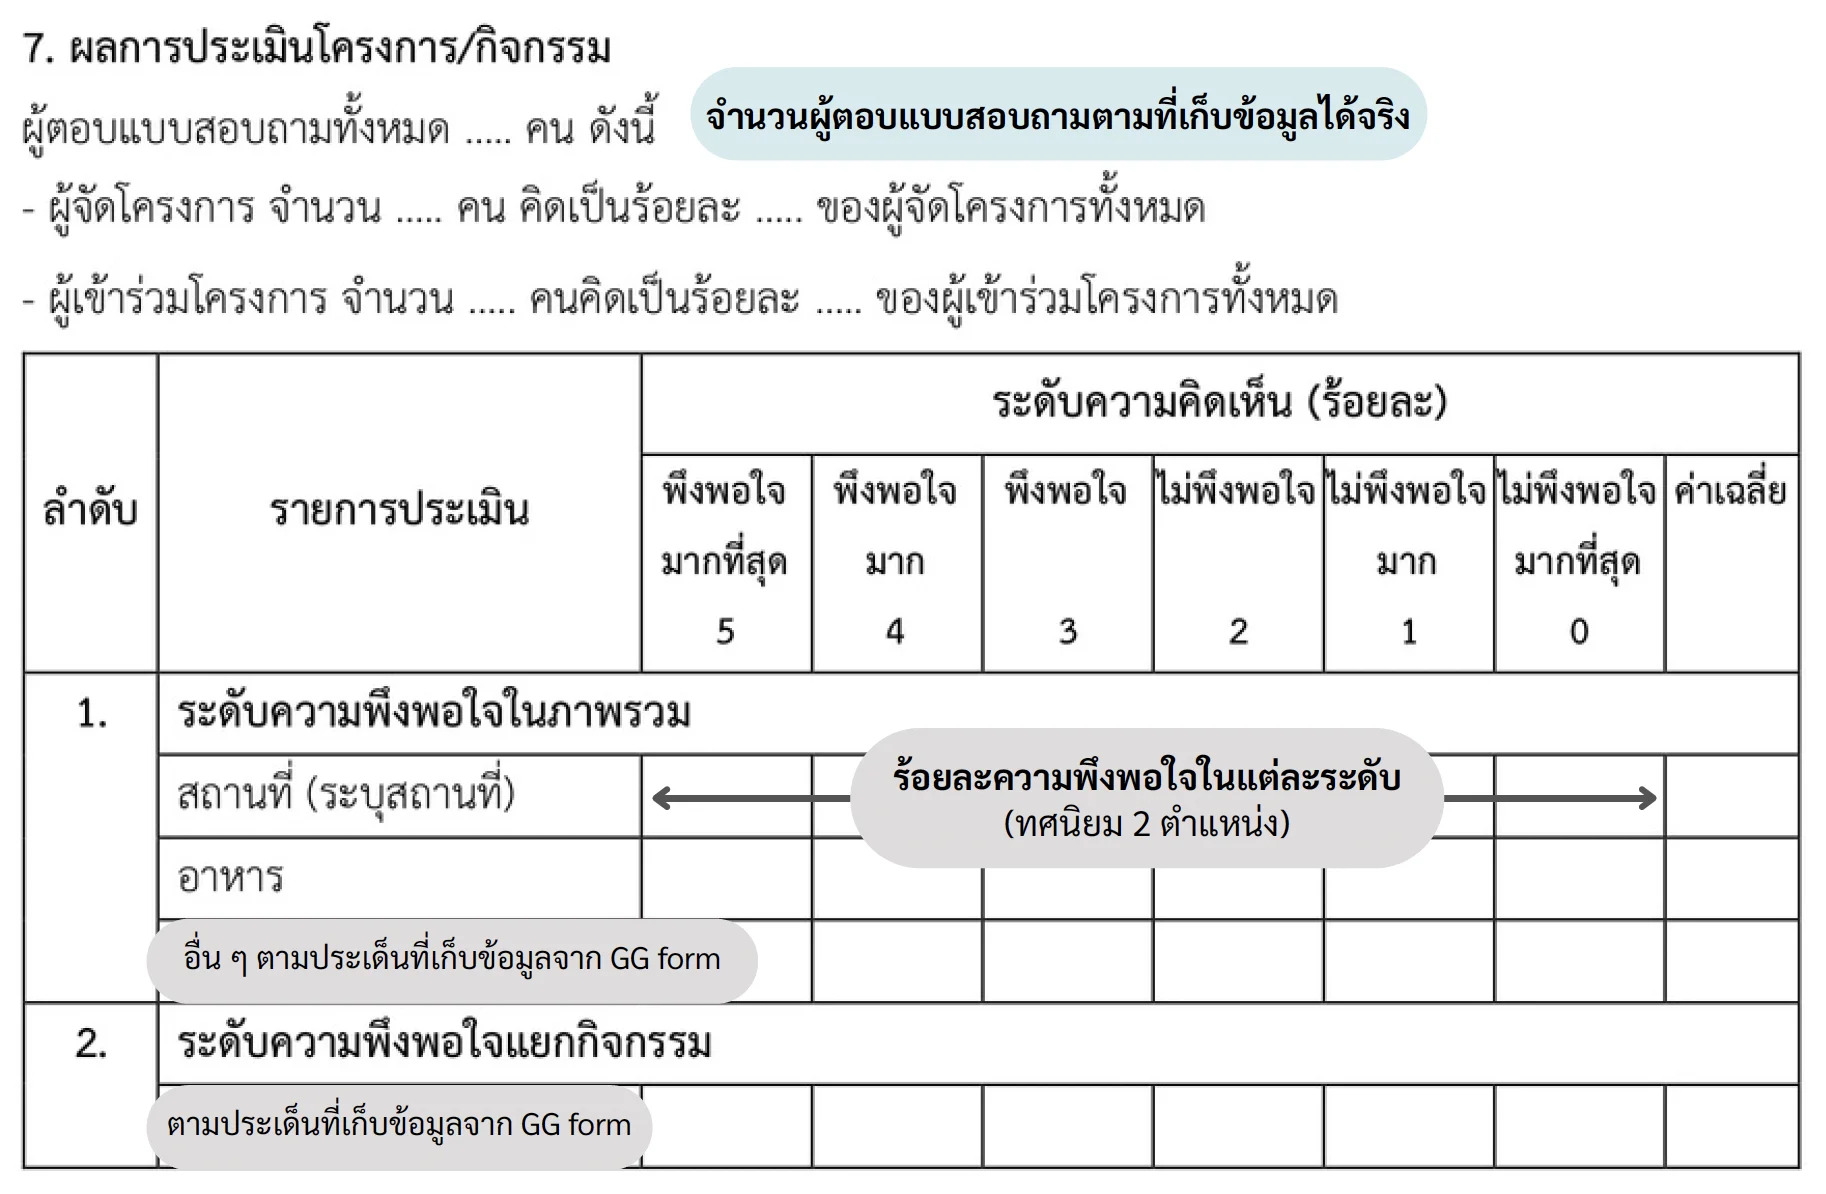 7. ผลการประเมินโครงการ/กิจกรรม
ผู้ตอบแบบสอบถามทั้งหมด ..... คน ดังนี้
จำนวนผู้ตอบแบบสอบถามตามที่เก็บข้อมูลได้จริง
- ผู้จัดโครงการ จำนวน ..... คน คิดเป็นร้อยละ ..... ของผู้จัดโครงการทั้งหมด
- ผู้เข้าร่วมโครงการ จำนวน ..... คนคิดเป็นร้อยละ ..... ของผู้เข้าร่วมโครงการทั้งหมด
ลำดับ
รายการประเมิน
ระดับความคิดเห็น (ร้อยละ)
พึงพอใจ
มากที่สุด
5
พึงพอใจ
มาก
4
พึงพอใจ
3
ไม่พึงพอใจ
2
ไม่พึงพอใจ
มาก
1
ไม่พึงพอใจ
มากที่สุด
0
ค่าเฉลี่ย
1.
ระดับความพึงพอใจในภาพรวม
สถานที่ (ระบุสถานที่)
ร้อยละความพึงพอใจในแต่ละระดับ
(ทศนิยม 2 ตำแหน่ง)
อาหาร
อื่น ๆ ตามประเด็นที่เก็บข้อมูลจาก GG form
2.
ระดับความพึงพอใจแยกกิจกรรม
ตามประเด็นที่เก็บข้อมูลจาก GG form